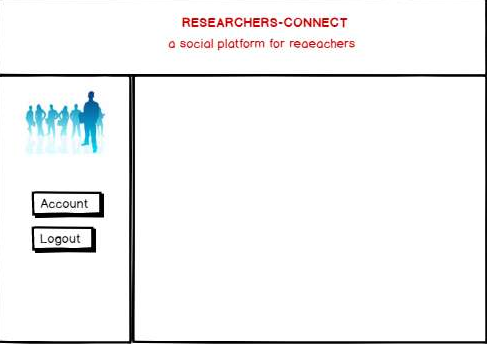 RESEARCHERS-CONNECT
a social platform for reaeachers
Account
Logout